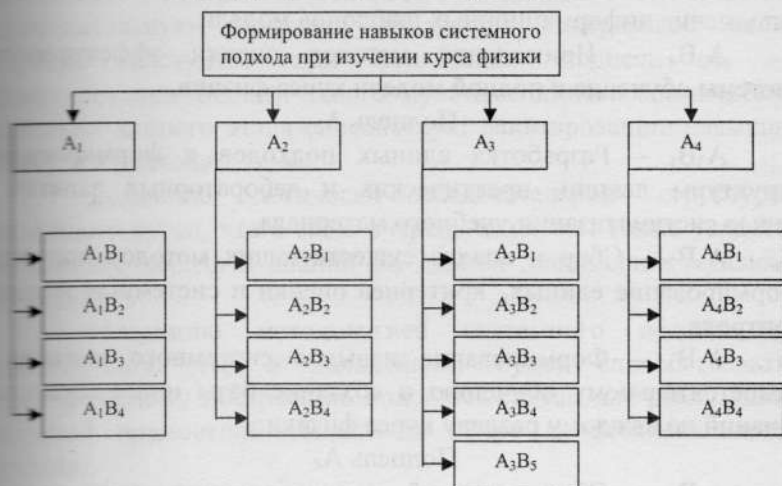 Формирование навыков системного
подхода при изучении курса физики
A₁ A₂ A₃ A₄
A₁B₁ A₂B₁ A₃B₁ A₄B₁
A₁B₂ A₂B₂ A₃B₂ A₄B₂
A₁B₃ A₂B₃ A₃B₃ A₄B₃
A₁B₄ A₂B₄ A₃B₄ A₄B₄
A₃B₅